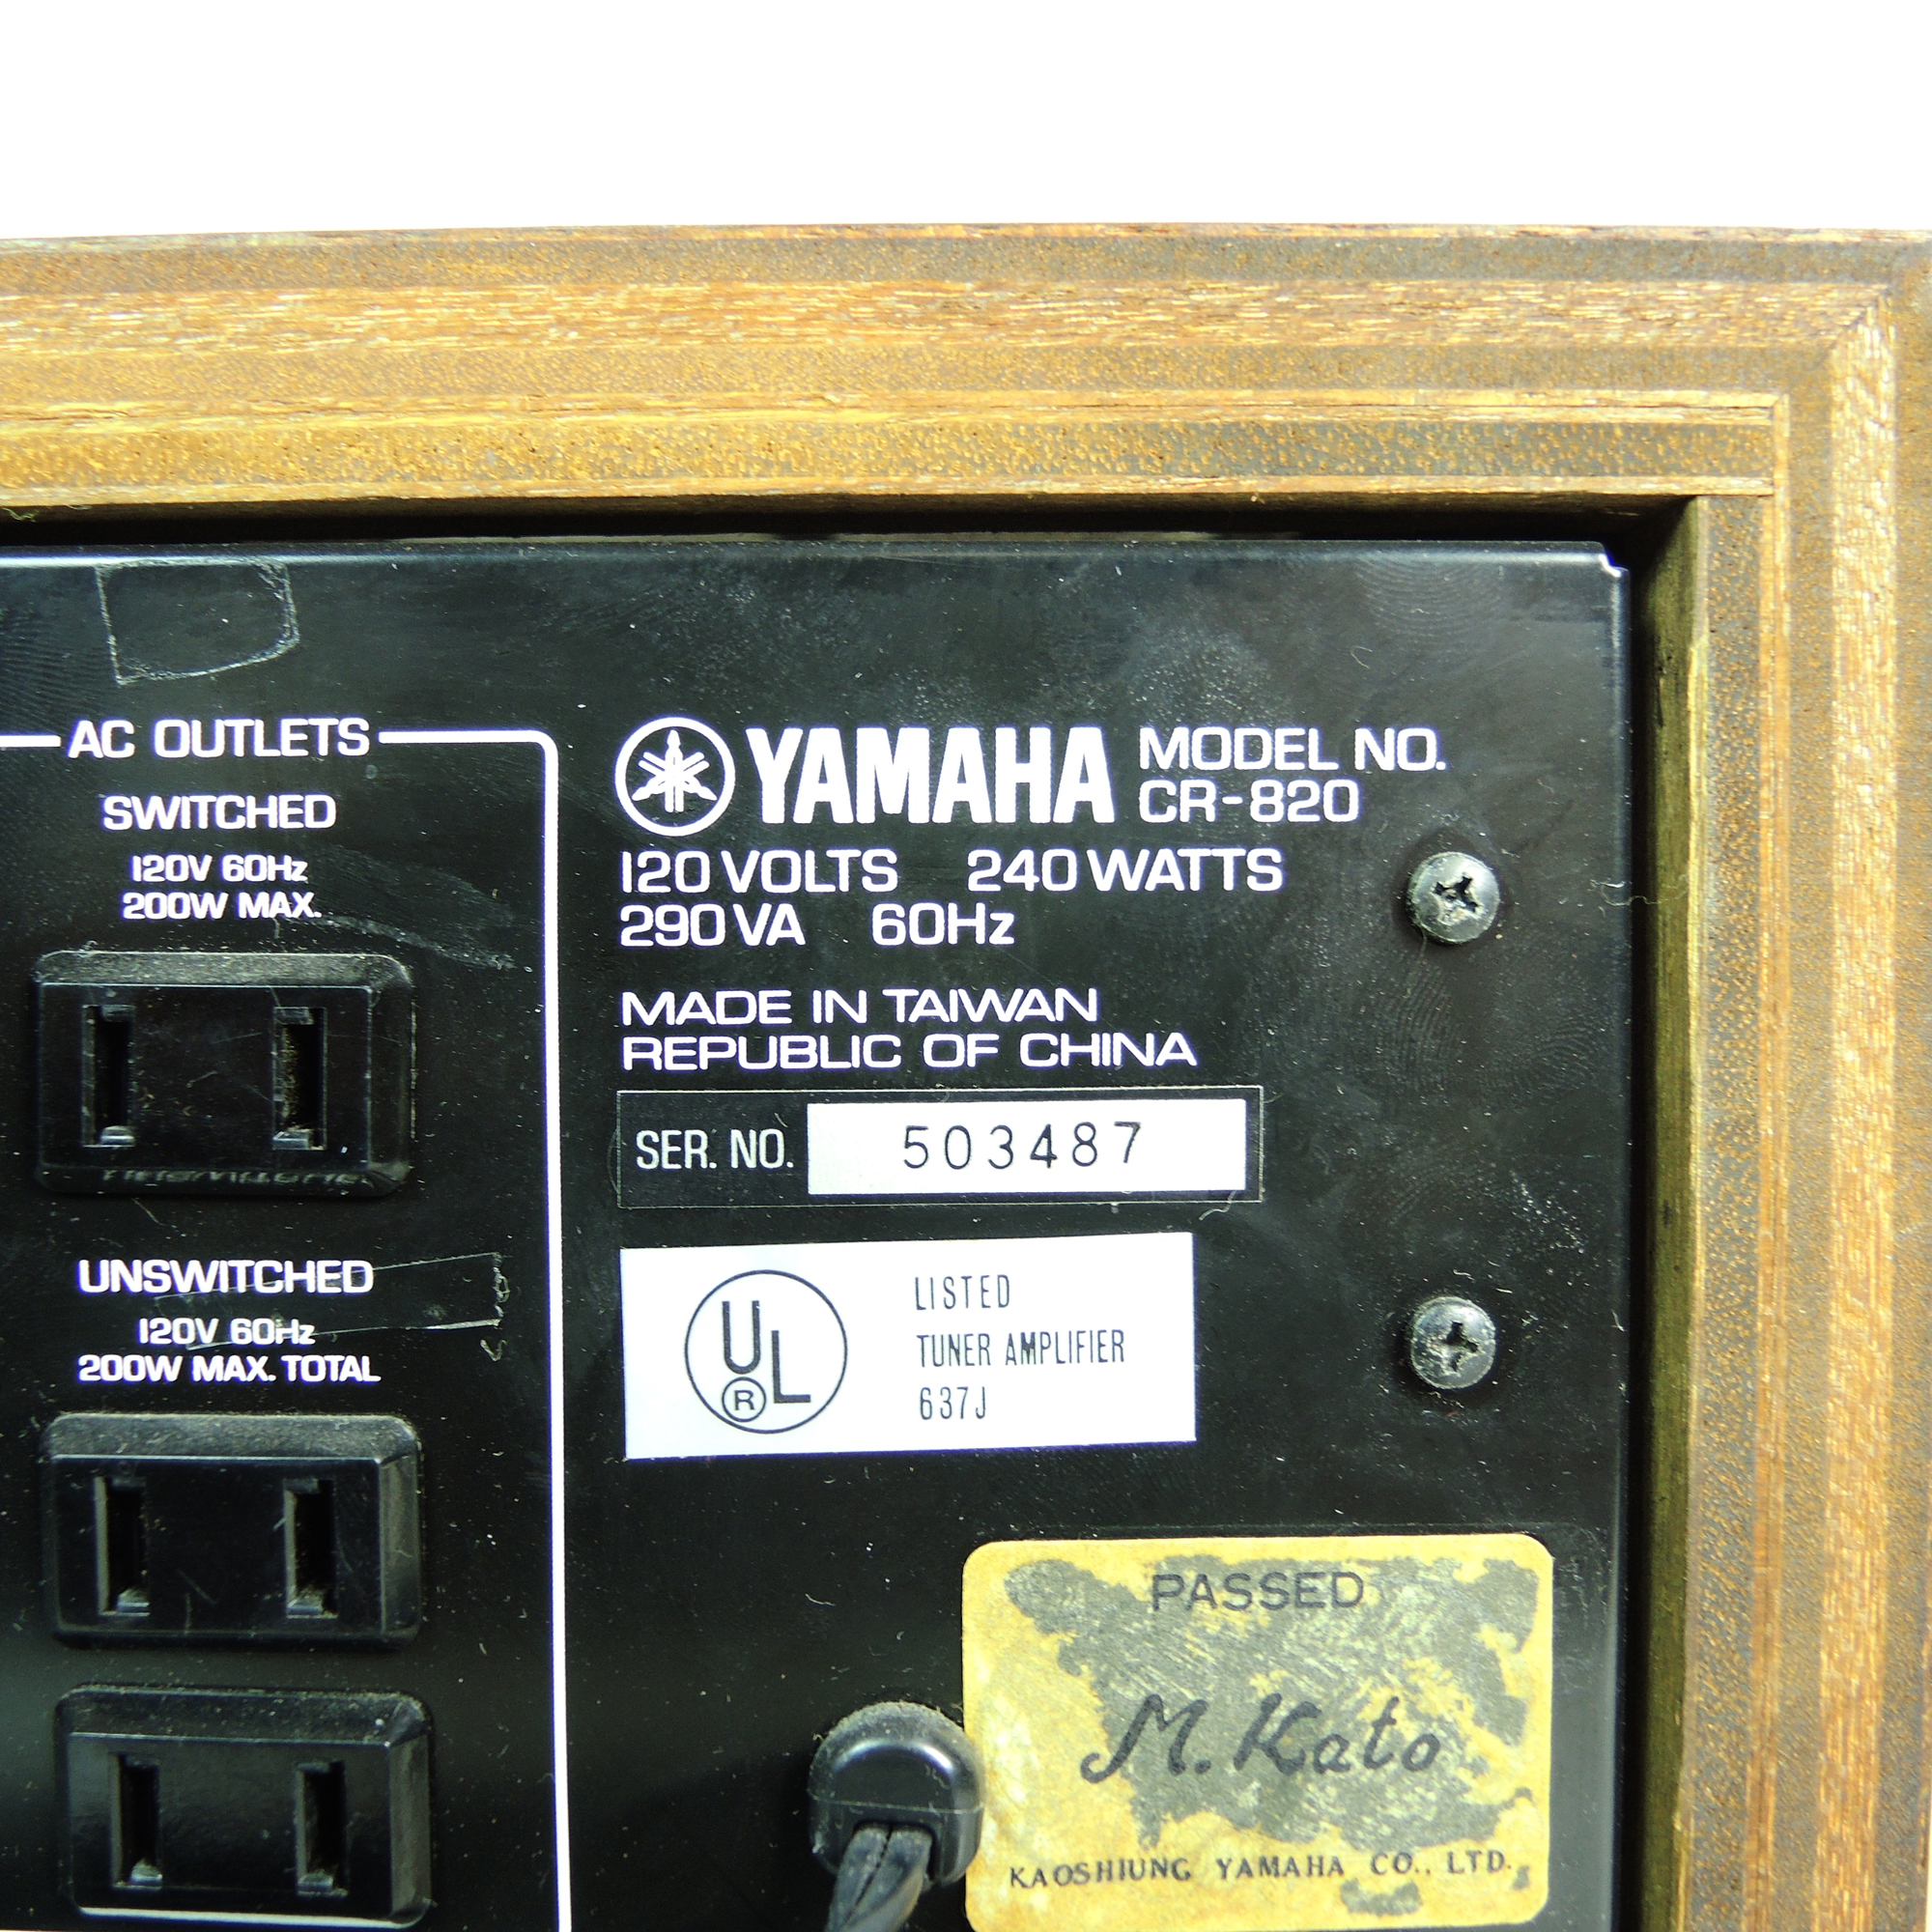 AC OUTLETS
SWITCHED
120V 60Hz
200W MAX.
UNSWITCHED
120V 60Hz
200W MAX. TOTAL
YAMAHA MODEL NO.
CR-820
120 VOLTS 240 WATTS
290 VA 60Hz
MADE IN TAIWAN
REPUBLIC OF CHINA
SER. NO. 503487
UL ®
LISTED
TUNER AMPLIFIER
637J
PASSED
M. Kato
KAOSHIUNG YAMAHA CO., LTD.